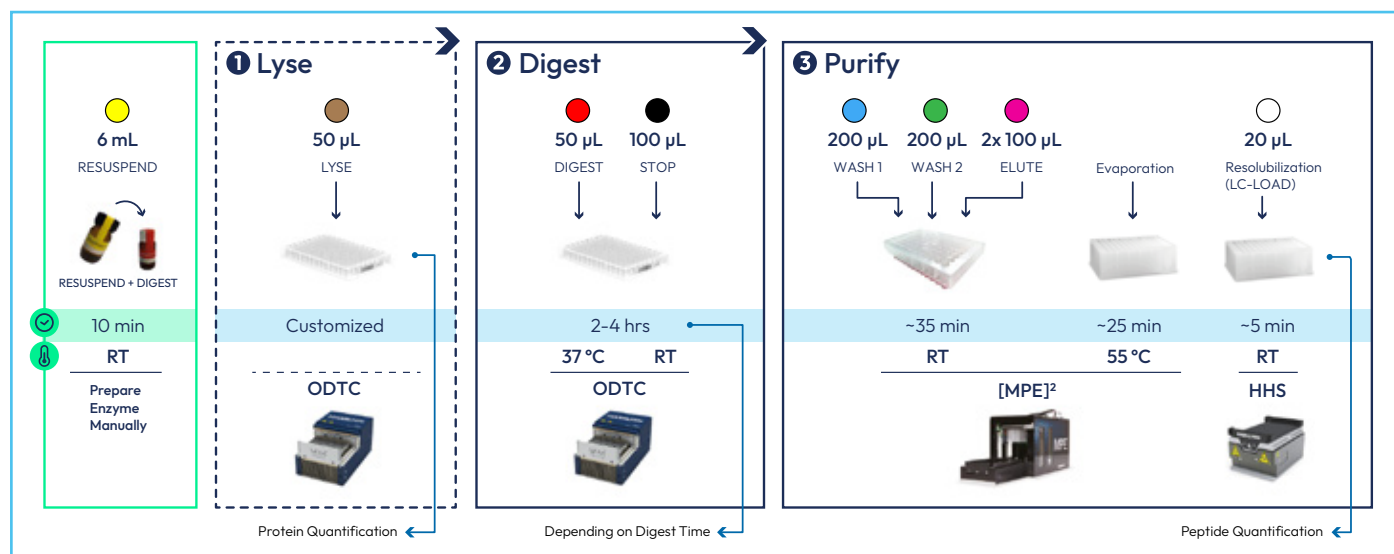 6 mL
RESUSPEND
RESUSPEND + DIGEST
10 min
RT
Prepare
Enzyme
Manually
1 Lyse
50 µL
LYSE
Customized
ODTC
Protein Quantification
2 Digest
50 µL 100 µL
DIGEST STOP
2-4 hrs
37 °C RT
ODTC
Depending on Digest Time
3 Purify
200 µL 200 µL 2x 100 µL
WASH 1 WASH 2 ELUTE
Evaporation
~35 min ~25 min
RT 55 °C
[MPE]²
MPE
20 µL
Resolubilization
(LC-LOAD)
~5 min
RT
HHS
Peptide Quantification